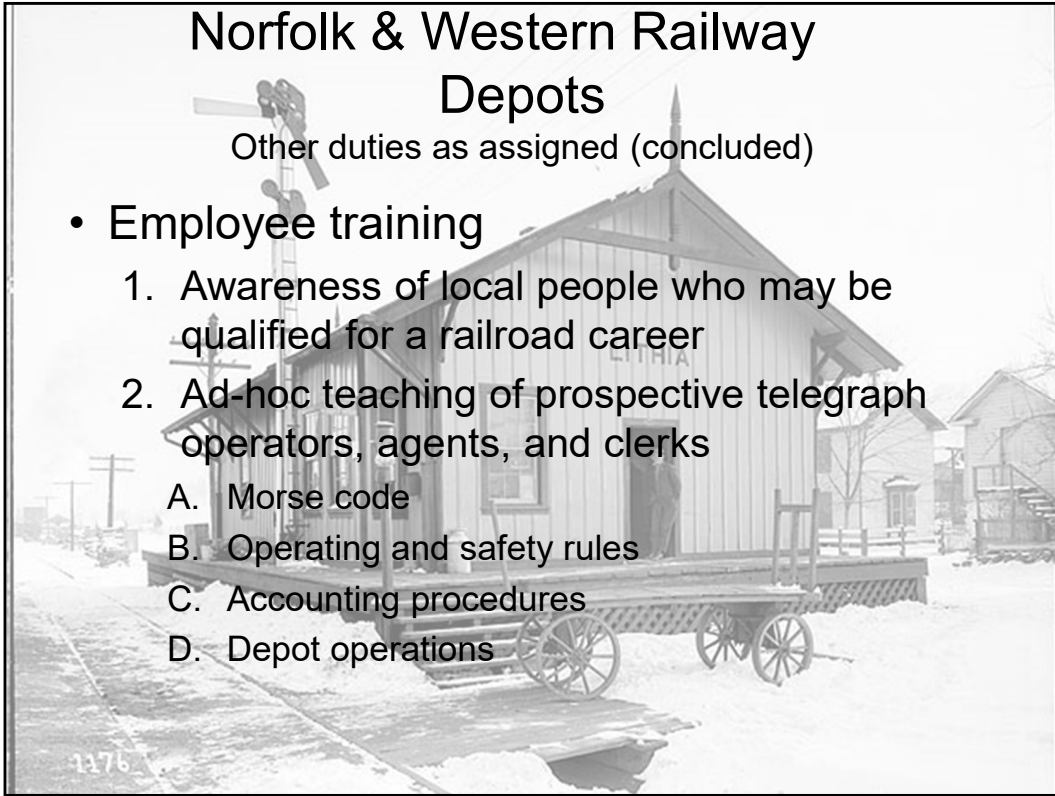 Norfolk & Western Railway
Depots
Other duties as assigned (concluded)
• Employee training
1. Awareness of local people who may be
qualified for a railroad career
2. Ad-hoc teaching of prospective telegraph
operators, agents, and clerks
A. Morse code
B. Operating and safety rules
C. Accounting procedures
D. Depot operations
LITHIA
1176